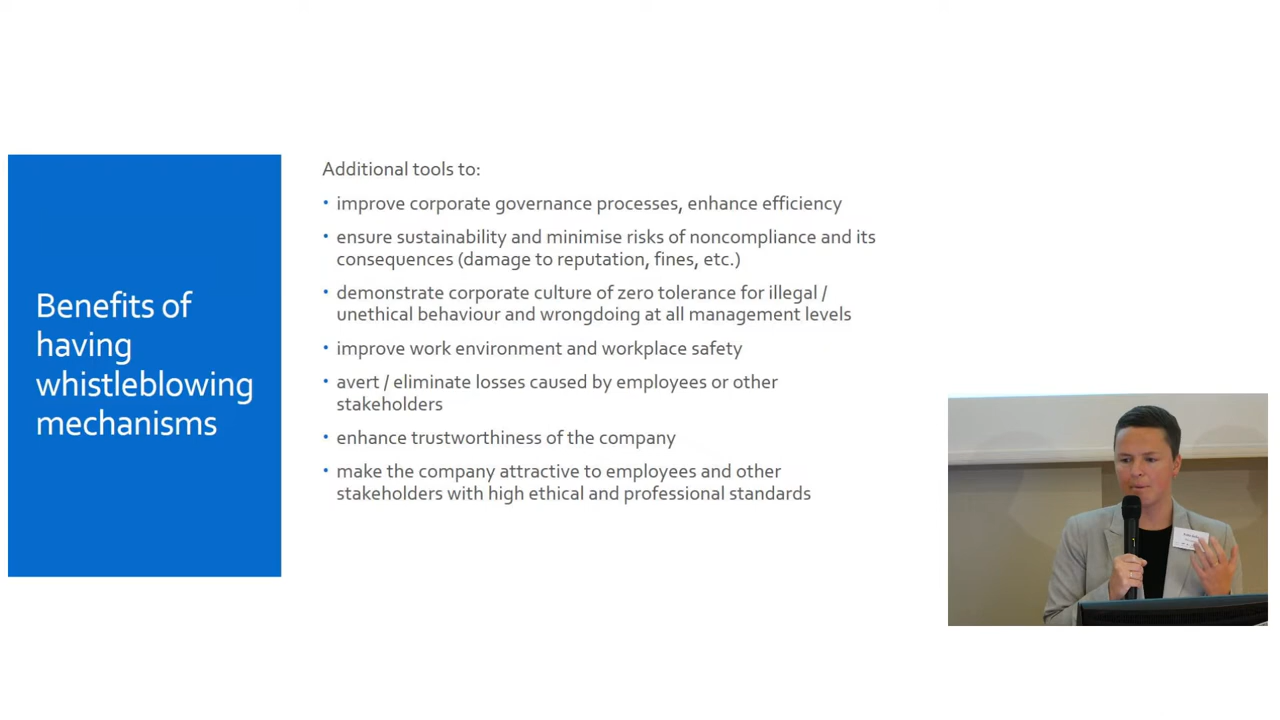 Benefits of
having
whistleblowing
mechanisms
Additional tools to:
• improve corporate governance processes, enhance efficiency
• ensure sustainability and minimise risks of noncompliance and its
consequences (damage to reputation, fines, etc.)
• demonstrate corporate culture of zero tolerance for illegal /
unethical behaviour and wrongdoing at all management levels
• improve work environment and workplace safety
• avert / eliminate losses caused by employees or other
stakeholders
• enhance trustworthiness of the company
• make the company attractive to employees and other
stakeholders with high ethical and professional standards